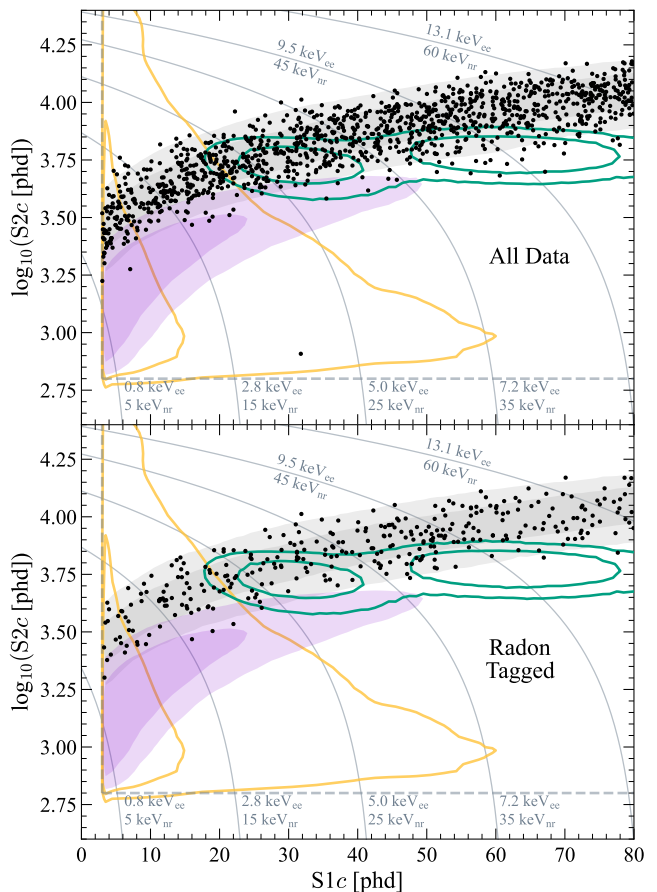 4.25
4.00
3.75
3.50
3.25
3.00
2.75
log₁₀(S2c [phd])
9.5 keVₑₑ
45 keVₙᵣ
13.1 keVₑₑ
60 keVₙᵣ
All Data
0.8 keVₑₑ 2.8 keVₑₑ 5.0 keVₑₑ 7.2 keVₑₑ
5 keVₙᵣ 15 keVₙᵣ 25 keVₙᵣ 35 keVₙᵣ
4.25
4.00
3.75
3.50
3.25
3.00
2.75
log₁₀(S2c [phd])
9.5 keVₑₑ
45 keVₙᵣ
13.1 keVₑₑ
60 keVₙᵣ
Radon
Tagged
0.8 keVₑₑ 2.8 keVₑₑ 5.0 keVₑₑ 7.2 keVₑₑ
5 keVₙᵣ 15 keVₙᵣ 25 keVₙᵣ 35 keVₙᵣ
0 10 20 30 40 50 60 70 80
S1c [phd]